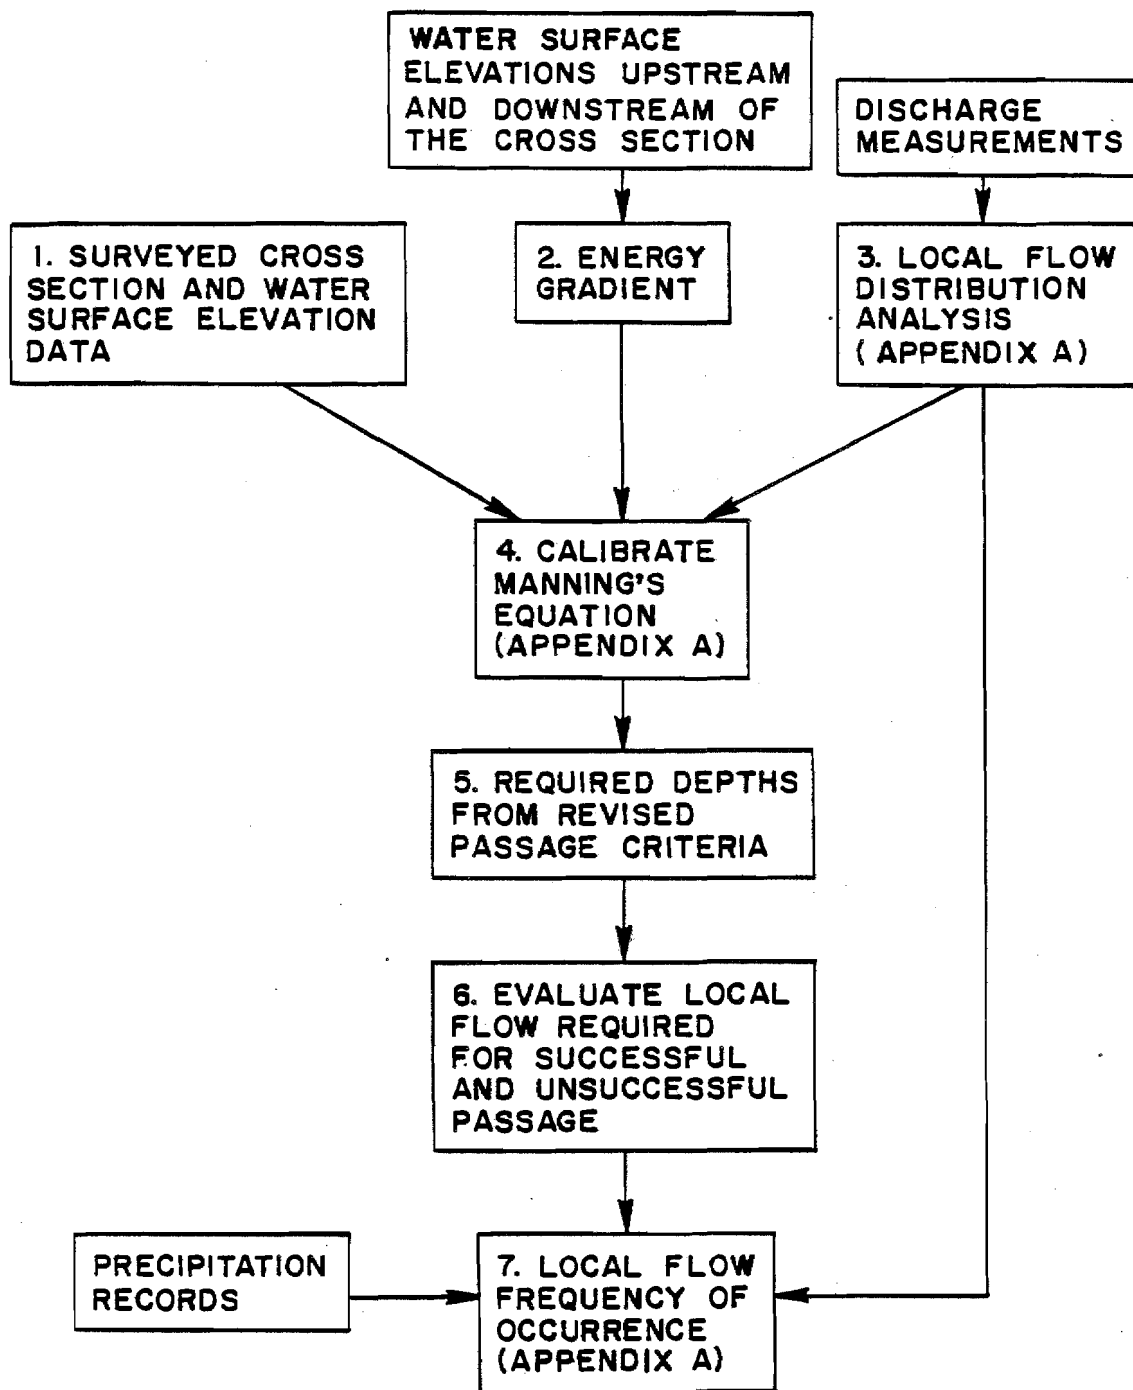 WATER SURFACE
ELEVATIONS UPSTREAM
AND DOWNSTREAM OF
THE CROSS SECTION
DISCHARGE
MEASUREMENTS
1. SURVEYED CROSS
SECTION AND WATER
SURFACE ELEVATION
DATA
2. ENERGY
GRADIENT
3. LOCAL FLOW
DISTRIBUTION
ANALYSIS
( APPENDIX A)
4. CALIBRATE
MANNING'S
EQUATION
(APPENDIX A)
5. REQUIRED DEPTHS
FROM REVISED
PASSAGE CRITERIA
6. EVALUATE LOCAL
FLOW REQUIRED
FOR SUCCESSFUL
AND UNSUCCESSFUL
PASSAGE
PRECIPITATION
RECORDS
7. LOCAL FLOW
FREQUENCY OF
OCCURRENCE
(APPENDIX A)